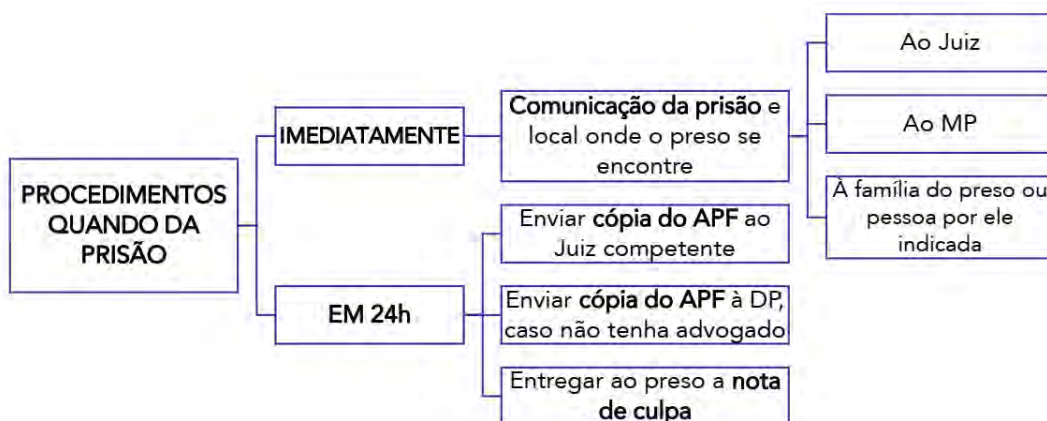 PROCEDIMENTOS
QUANDO DA
PRISÃO
IMEDIATAMENTE
Comunicação da prisão e
local onde o preso se
encontre
Ao Juiz
Ao MP
À família do preso ou
pessoa por ele
indicada
EM 24h
Enviar cópia do APF ao
Juiz competente
Enviar cópia do APF à DP,
caso não tenha advogado
Entregar ao preso a nota
de culpa